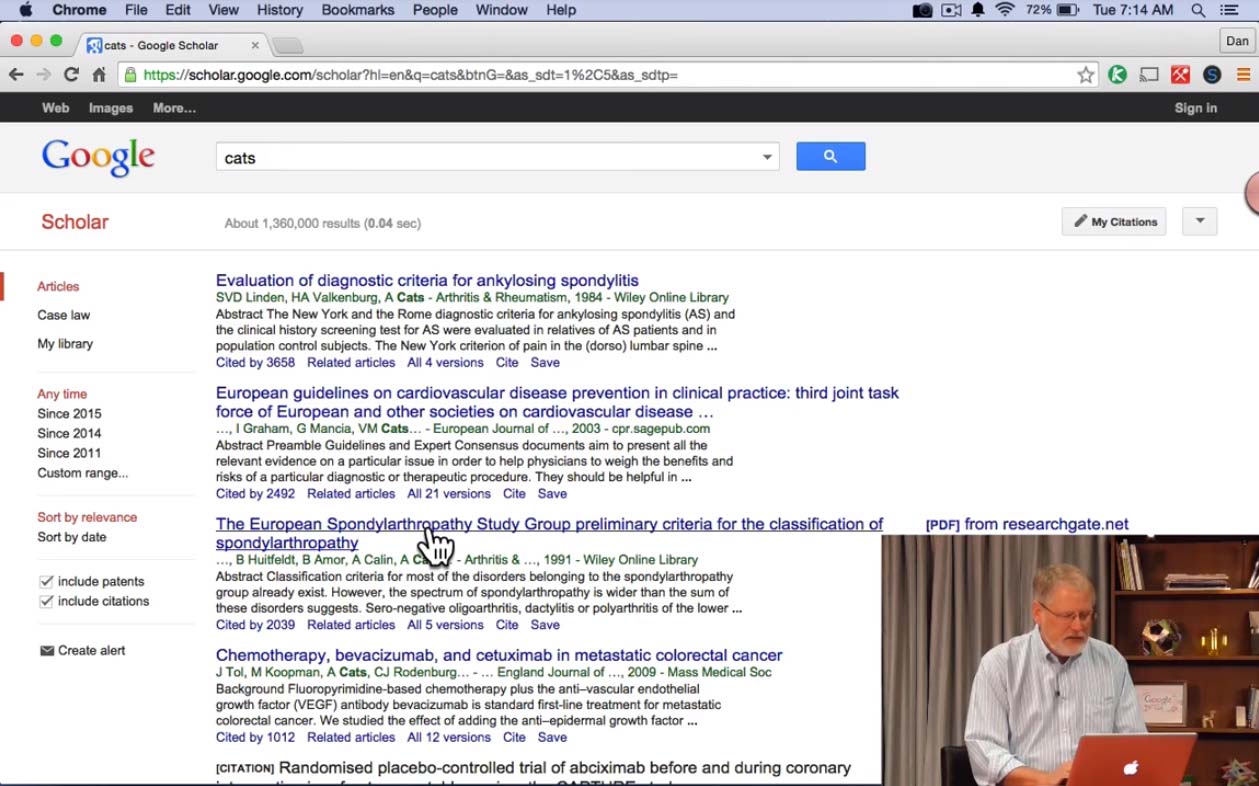 Chrome File Edit View History Bookmarks People Window Help 72% Tue 7:14 AM
cats - Google Scholar Dan
https://scholar.google.com/scholar?hl=en&q=cats&btnG=&as_sdt=1%2C5&as_sdtp=
Web Images More... Sign in
Google cats
Scholar About 1,360,000 results (0.04 sec) My Citations
Articles
Case law
My library
Any time
Since 2015
Since 2014
Since 2011
Custom range...
Sort by relevance
Sort by date
include patents
include citations
Create alert
Evaluation of diagnostic criteria for ankylosing spondylitis
SVD Linden, HA Valkenburg, A Cats - Arthritis & Rheumatism, 1984 - Wiley Online Library
Abstract The New York and the Rome diagnostic criteria for ankylosing spondylitis (AS) and
the clinical history screening test for AS were evaluated in relatives of AS patients and in
population control subjects. The New York criterion of pain in the (dorso) lumbar spine ...
Cited by 3658 Related articles All 4 versions Cite Save
European guidelines on cardiovascular disease prevention in clinical practice: third joint task
force of European and other societies on cardiovascular disease …
…, I Graham, G Mancia, VM Cats… - European Journal of …, 2003 - cpr.sagepub.com
Abstract Preamble Guidelines and Expert Consensus documents aim to present all the
relevant evidence on a particular issue in order to help physicians to weigh the benefits and
risks of a particular diagnostic or therapeutic procedure. They should be helpful in ...
Cited by 2492 Related articles All 21 versions Cite Save
The European Spondylarthropathy Study Group preliminary criteria for the classification of
spondylarthropathy
[PDF] from researchgate.net
…, B Huitfeldt, B Amor, A Calin, A - Arthritis & …, 1991 - Wiley Online Library
Abstract Classification criteria for most of the disorders belonging to the spondylarthropathy
group already exist. However, the spectrum of spondylarthropathy is wider than the sum of
these disorders suggests. Sero-negative oligoarthritis, dactylitis or polyarthritis of the lower ...
Cited by 2039 Related articles All 5 versions Cite Save
Chemotherapy, bevacizumab, and cetuximab in metastatic colorectal cancer
J Tol, M Koopman, A Cats, CJ Rodenburg… - … England Journal of …, 2009 - Mass Medical Soc
Background Fluoropyrimidine-based chemotherapy plus the anti–vascular endothelial
growth factor (VEGF) antibody bevacizumab is standard first-line treatment for metastatic
colorectal cancer. We studied the effect of adding the anti–epidermal growth factor ...
Cited by 1012 Related articles All 12 versions Cite Save
[CITATION] Randomised placebo-controlled trial of abciximab before and during coronary
Google